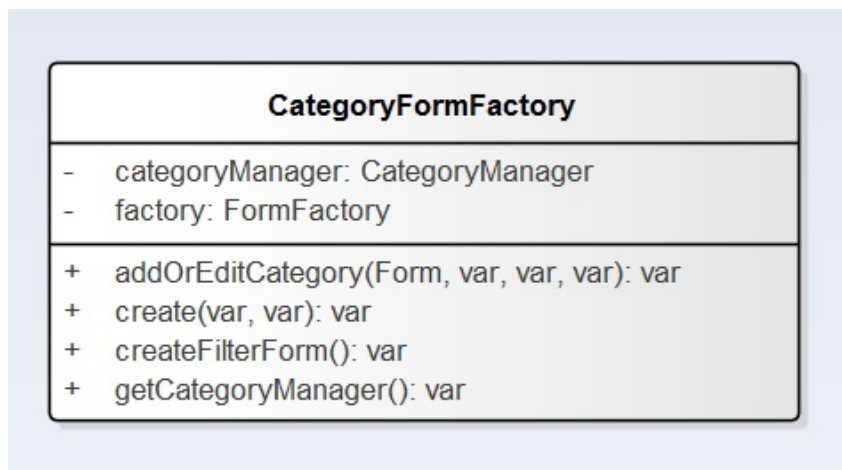 CategoryFormFactory
- categoryManager: CategoryManager
- factory: FormFactory
+ addOrEditCategory(Form, var, var, var): var
+ create(var, var): var
+ createFilterForm(): var
+ getCategoryManager(): var